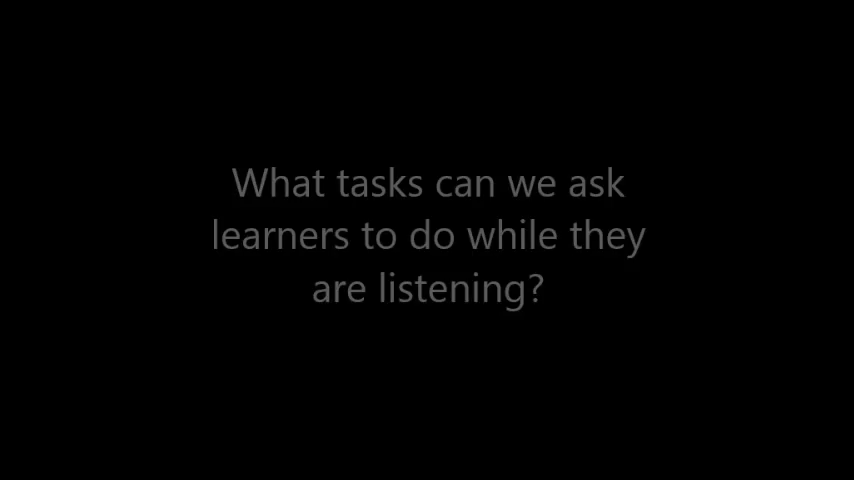 What tasks can we ask
learners to do while they
are listening?